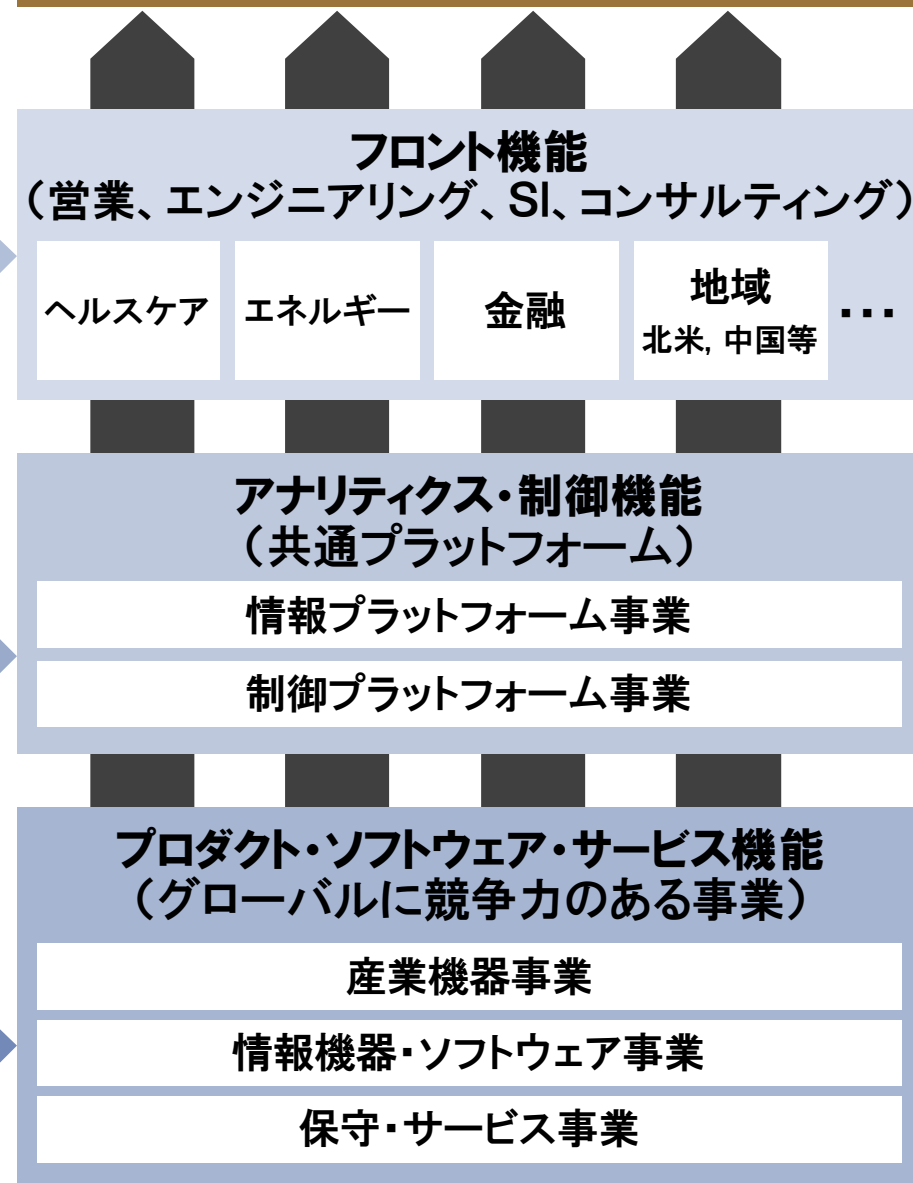 フロント機能
（営業、エンジニアリング、SI、コンサルティング）
ヘルスケア
エネルギー
金融
地域
北米, 中国等
･･･
アナリティクス・制御機能
（共通プラットフォーム）
情報プラットフォーム事業
制御プラットフォーム事業
プロダクト・ソフトウェア・サービス機能
（グローバルに競争力のある事業）
産業機器事業
情報機器・ソフトウェア事業
保守・サービス事業